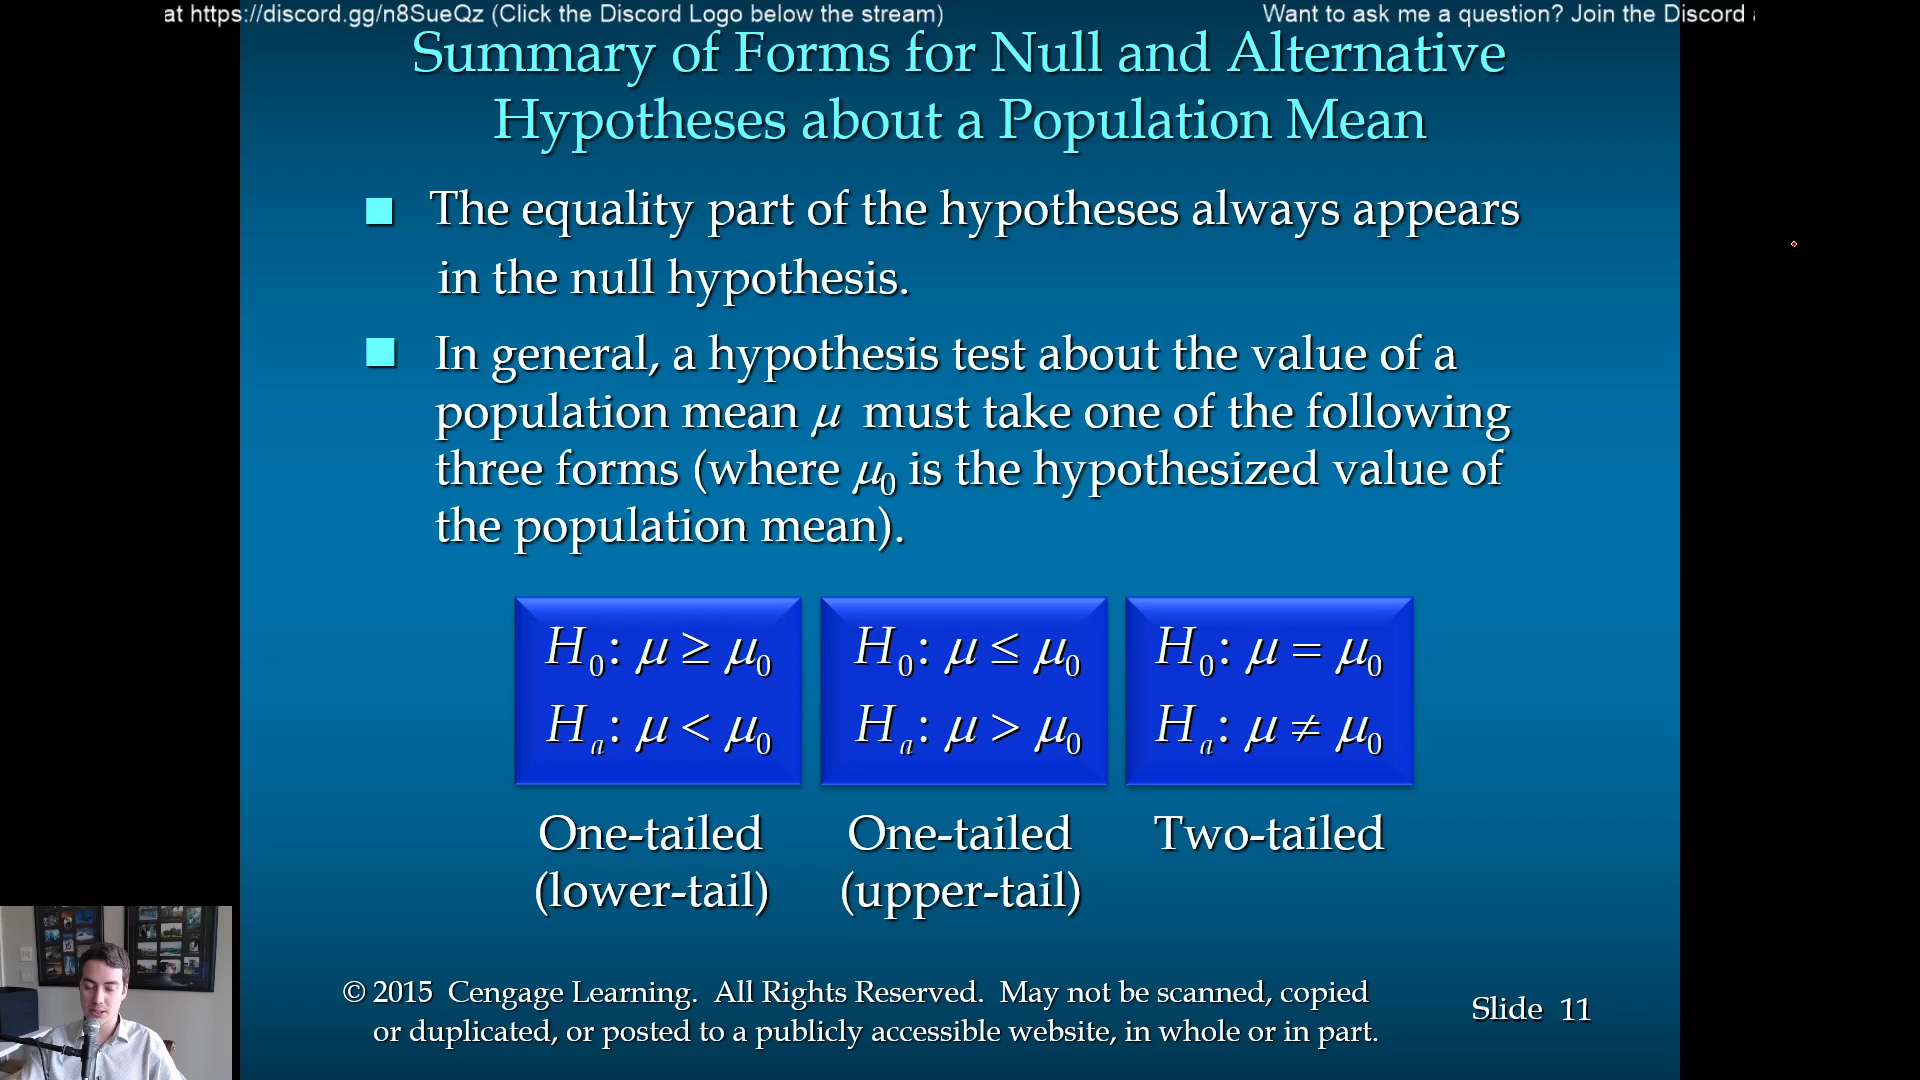 at https://discord.gg/n8SueQz (Click the Discord Logo below the stream) Want to ask me a question? Join the Discord
Summary of Forms for Null and Alternative
Hypotheses about a Population Mean
■ The equality part of the hypotheses always appears
in the null hypothesis.
■ In general, a hypothesis test about the value of a
population mean μ must take one of the following
three forms (where μ₀ is the hypothesized value of
the population mean).
H₀: μ ≥ μ₀ H₀: μ ≤ μ₀ H₀: μ = μ₀
Hₐ: μ < μ₀ Hₐ: μ > μ₀ Hₐ: μ ≠ μ₀
One-tailed One-tailed Two-tailed
(lower-tail) (upper-tail)
© 2015 Cengage Learning. All Rights Reserved. May not be scanned, copied
or duplicated, or posted to a publicly accessible website, in whole or in part.
Slide 11